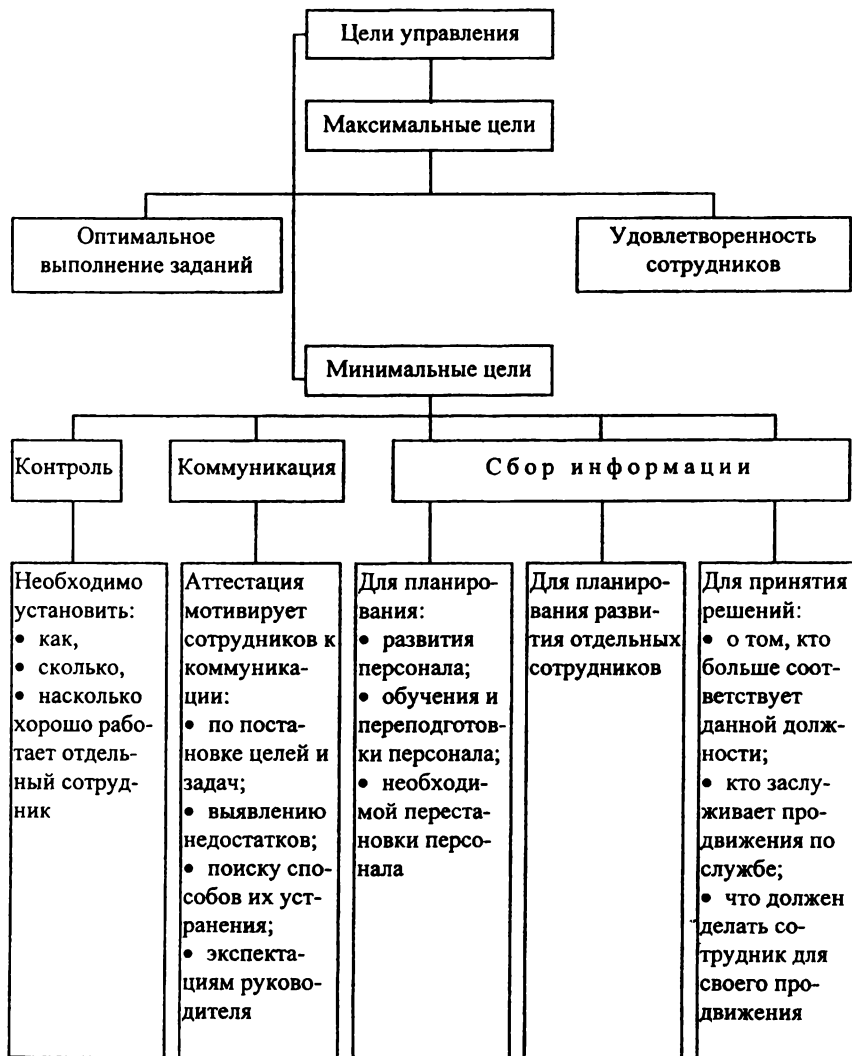 Цели управления
Максимальные цели
Оптимальное
выполнение заданий
Удовлетворенность
сотрудников
Минимальные цели
Контроль
Коммуникация
Сбор информации
Необходимо
установить:
• как,
• сколько,
• насколько
хорошо рабо-
тает отдель-
ный сотруд-
ник
Аттестация
мотивирует
сотрудников к
коммуника-
ции:
• по поста-
новке целей и
задач;
• выявлению
недостатков;
• поиску спо-
собов их уст-
ранения;
• экспекта-
циям руково-
дителя
Для планиро-
вания:
• развития
персонала;
• обучения и
переподготов-
ки персонала;
• необходи-
мой переста-
новки персо-
нала
Для планиро-
вания разви-
тия отдельных
сотрудников
Для принятия
решений:
• о том, кто
больше соот-
ветствует
данной долж-
ности;
• кто заслу-
живает про-
движения по
службе;
• что должен
делать со-
трудник для
своего про-
движения